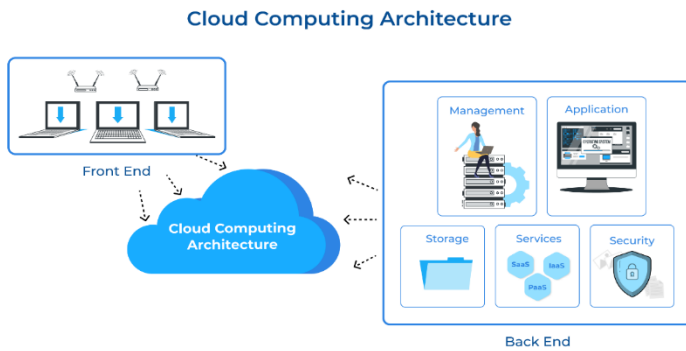 Cloud Computing Architecture
Front End
Cloud Computing
Architecture
Management
Application
Storage
Services
SaaS
IaaS
PaaS
Security
Back End